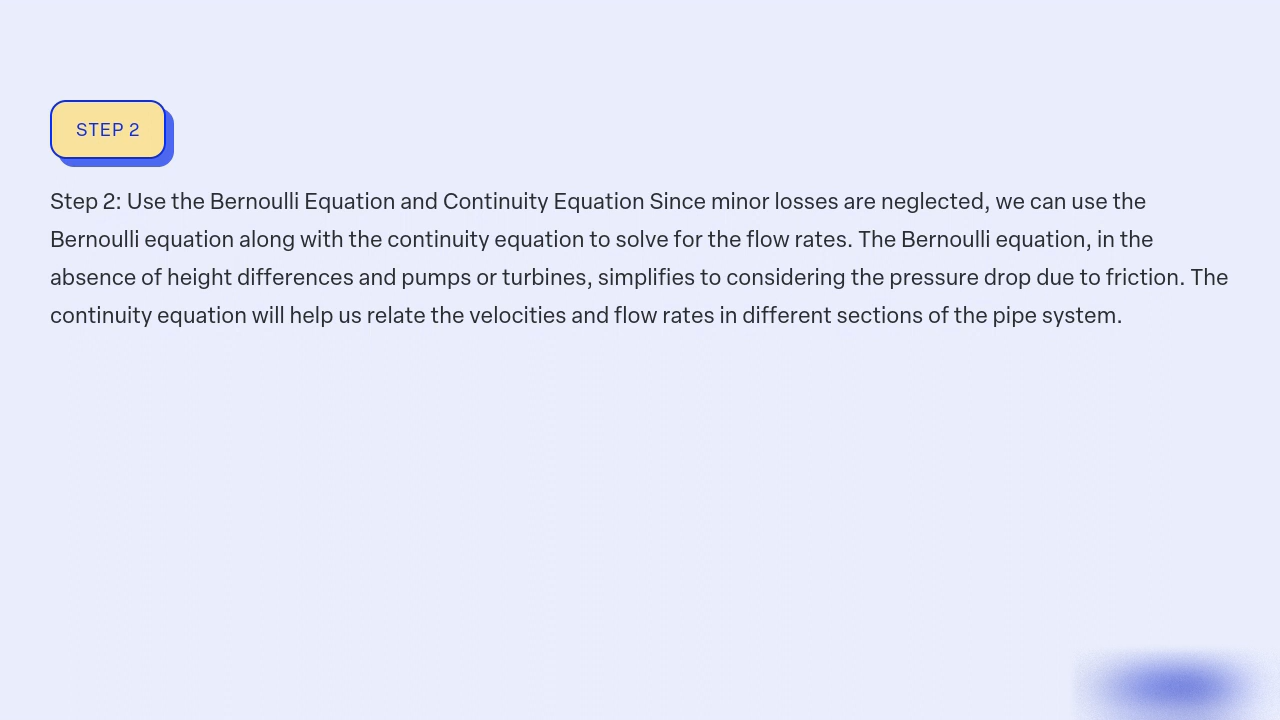 STEP 2
Step 2: Use the Bernoulli Equation and Continuity Equation Since minor losses are neglected, we can use the
Bernoulli equation along with the continuity equation to solve for the flow rates. The Bernoulli equation, in the
absence of height differences and pumps or turbines, simplifies to considering the pressure drop due to friction. The
continuity equation will help us relate the velocities and flow rates in different sections of the pipe system.